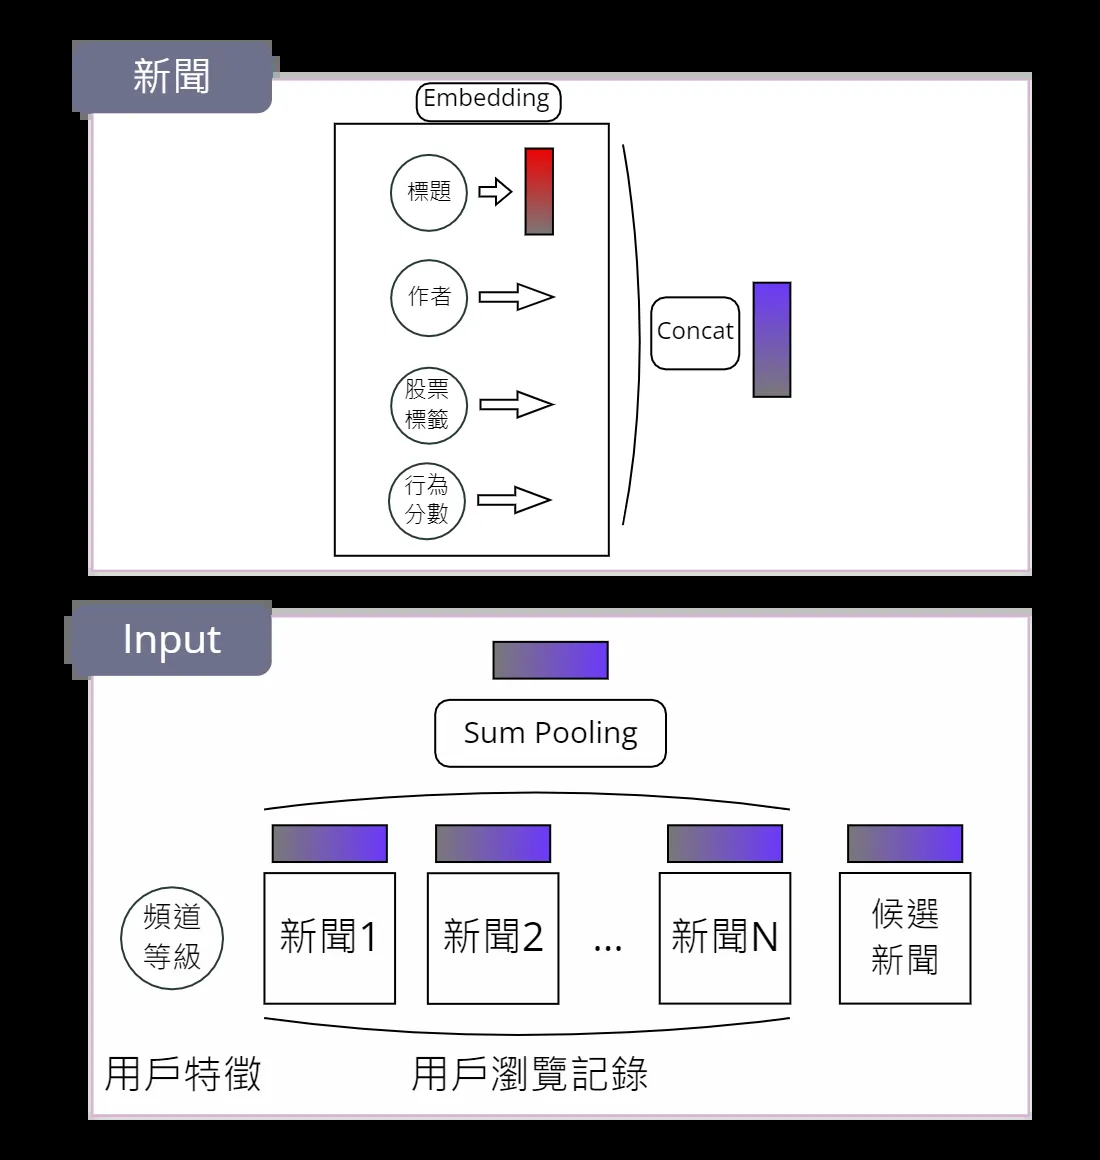 新聞
Embedding
標題
作者
股票
標籤
行為
分數
Concat
Input
Sum Pooling
頻道
等級
新聞1
新聞2
...
新聞N
候選
新聞
用戶特徵
用戶瀏覽記錄